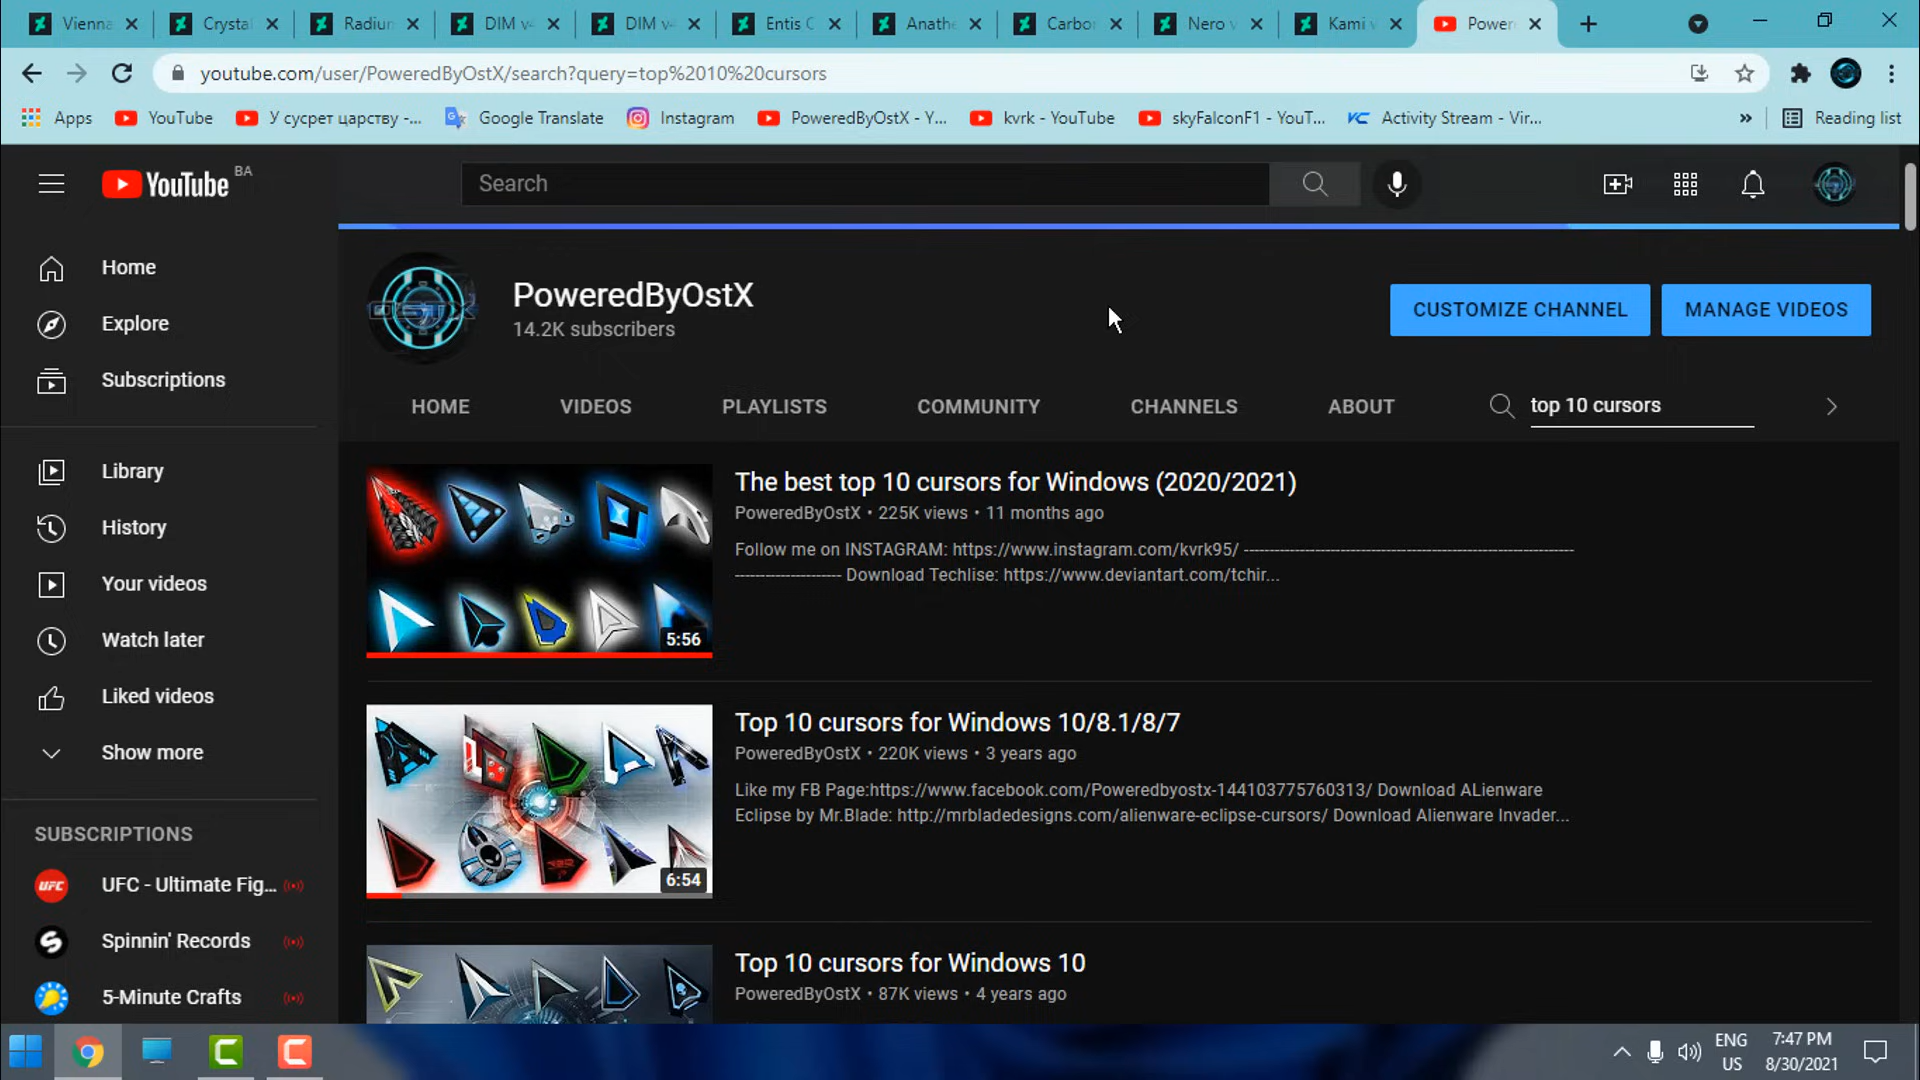 Vienna
Crystal
Radium
DIM v
DIM v
Entis C
Anathe
Carbo
Nero v
Kami v
Power
youtube.com/user/PoweredByOstX/search?query=top%2010%20cursors
Apps
YouTube
У сусрет царству -...
Google Translate
Instagram
PoweredByOstX - Y...
kvrk - YouTube
skyFalconF1 - YouT...
VC Activity Stream - Vir...
»
Reading list
YouTube BA
Search
Home
Explore
Subscriptions
Library
History
Your videos
Watch later
Liked videos
Show more
SUBSCRIPTIONS
UFC
UFC - Ultimate Fig...
Spinnin' Records
5-Minute Crafts
OSTX
PoweredByOstX
14.2K subscribers
CUSTOMIZE CHANNEL
MANAGE VIDEOS
HOME
VIDEOS
PLAYLISTS
COMMUNITY
CHANNELS
ABOUT
top 10 cursors
5:56
The best top 10 cursors for Windows (2020/2021)
PoweredByOstX • 225K views • 11 months ago
Follow me on INSTAGRAM: https://www.instagram.com/kvrk95/ ------------------------------------------------------------------
--------------------- Download Techlise: https://www.deviantart.com/tchir...
6:54
Top 10 cursors for Windows 10/8.1/8/7
PoweredByOstX • 220K views • 3 years ago
Like my FB Page:https://www.facebook.com/Poweredbyostx-144103775760313/ Download ALienware
Eclipse by Mr.Blade: http://mrbladedesigns.com/alienware-eclipse-cursors/ Download Alienware Invader...
Top 10 cursors for Windows 10
PoweredByOstX • 87K views • 4 years ago
ENG
US
7:47 PM
8/30/2021